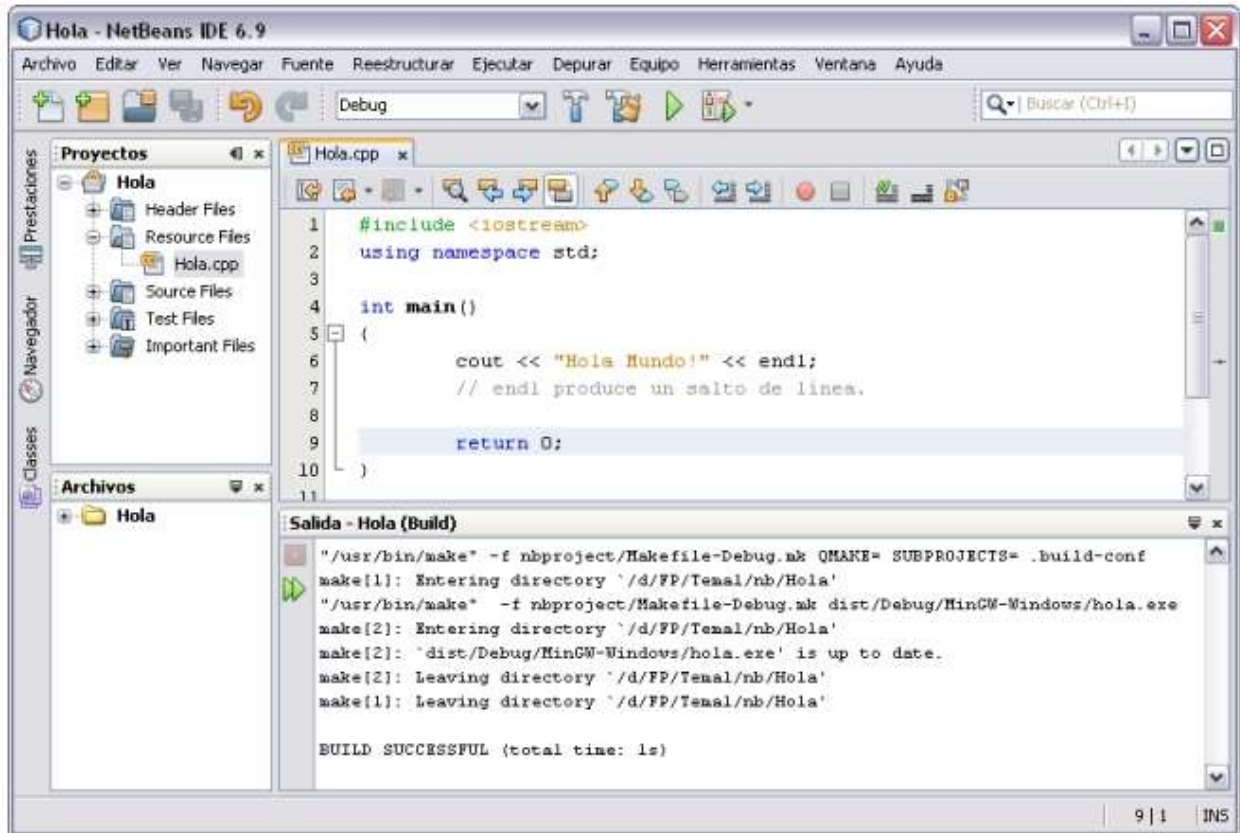 Hola - NetBeans IDE 6.9
Archivo Editar Ver Navegar Fuente Reestructurar Ejecutar Depurar Equipo Herramientas Ventana Ayuda
Debug
Buscar (Ctrl+I)
Prestaciones
Navegador
Classes
Proyectos
Hola
Header Files
Resource Files
Hola.cpp
Source Files
Test Files
Important Files
Archivos
Hola
Hola.cpp
1 #include <iostream>
2 using namespace std;
3
4 int main()
5 {
6 cout << "Hola Mundo!" << endl;
7 // endl produce un salto de línea.
8
9 return 0;
10 }
11
Salida - Hola (Build)
"/usr/bin/make" -f nbproject/Makefile-Debug.mk QMAKE= SUBPROJECTS= .build-conf
make[1]: Entering directory `/d/FP/Tema1/nb/Hola'
"/usr/bin/make" -f nbproject/Makefile-Debug.mk dist/Debug/MinGW-Windows/hola.exe
make[2]: Entering directory `/d/FP/Tema1/nb/Hola'
make[2]: `dist/Debug/MinGW-Windows/hola.exe' is up to date.
make[2]: Leaving directory `/d/FP/Tema1/nb/Hola'
make[1]: Leaving directory `/d/FP/Tema1/nb/Hola'
BUILD SUCCESSFUL (total time: 1s)
9 | 1 INS